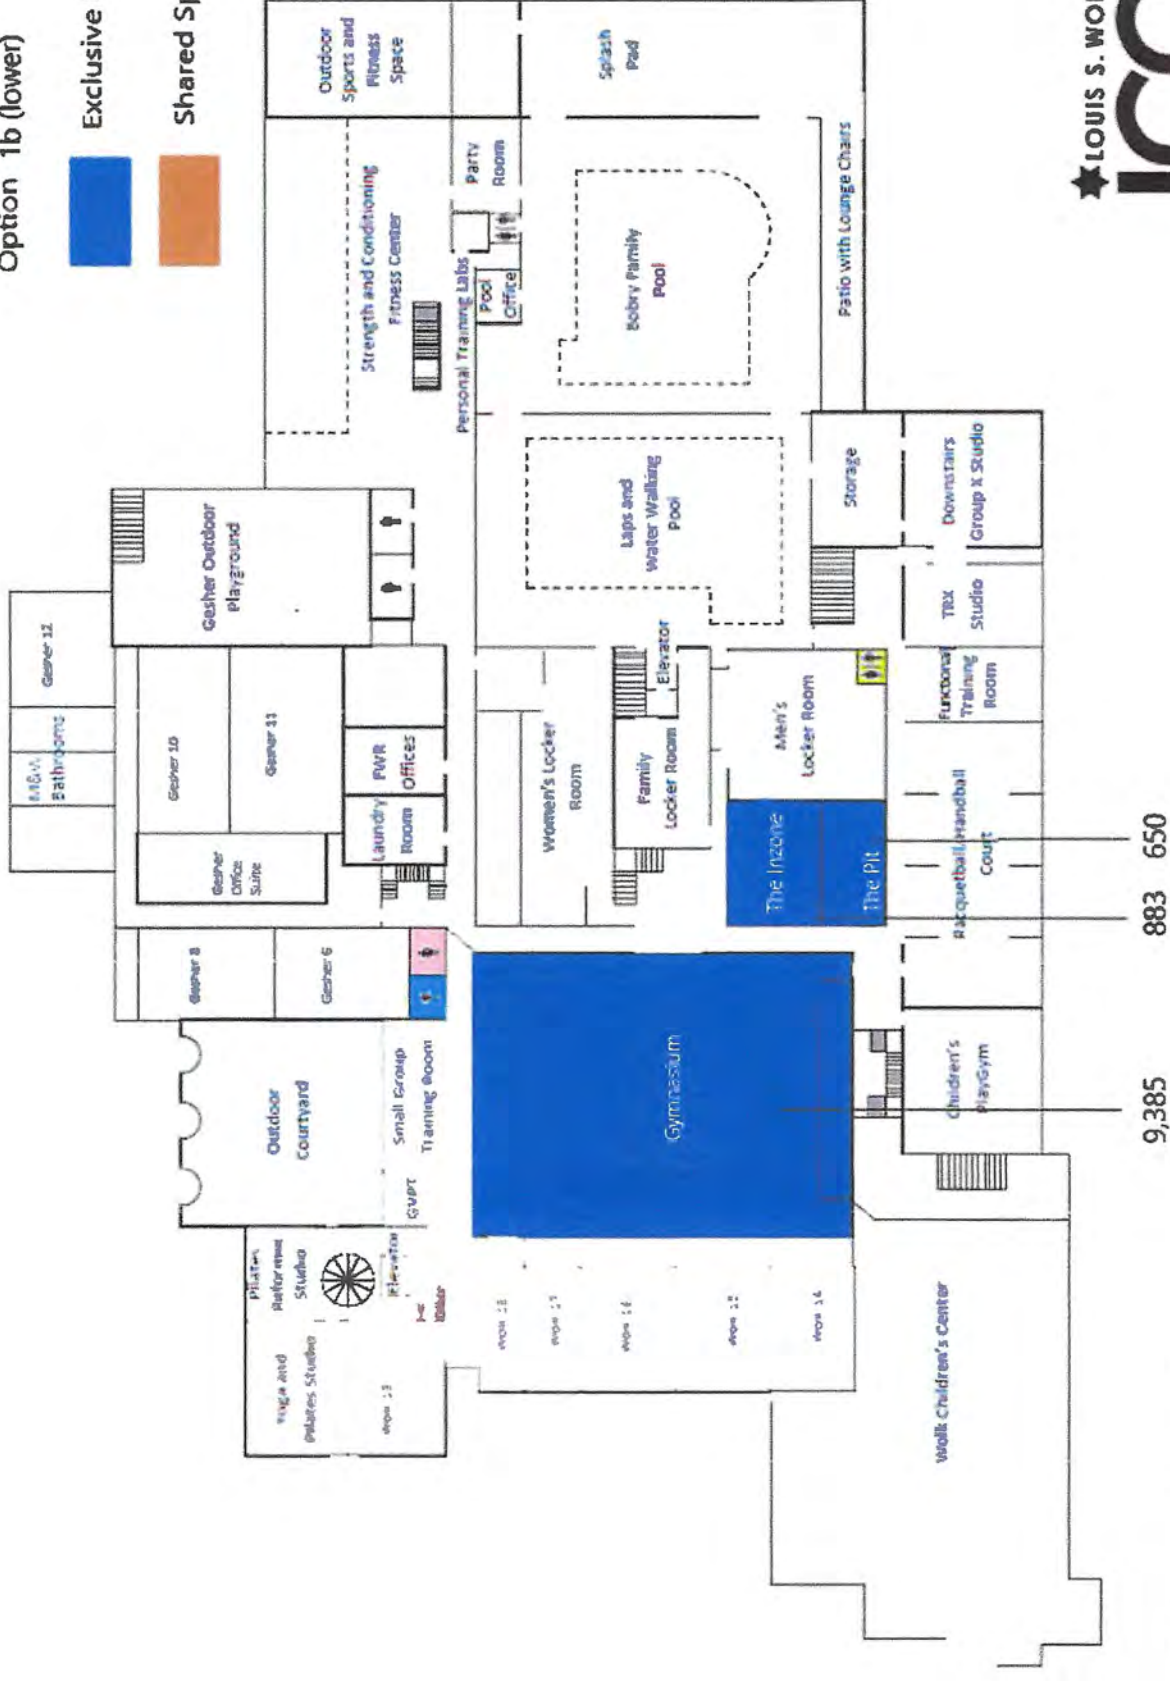 Option 1b (lower)
Exclusive
Shared Sp
Outdoor
Sports and
Fitness
Space
Splash
Pad
Strength and Conditioning
Fitness Center
Party
Room
Personal Training Labs
Pool
Office
Bobry Family
Pool
Patio with Lounge Chairs
LOUIS S. WOL
JCC
Gesher 12
M&W
Bathrooms
Gesher Outdoor
Playground
Gesher 10
Gesher 11
Gesher
Office
Suite
Laundry
Room
FWR
Offices
Laps and
Water Walking
Pool
Storage
Downstairs
Group X Studio
TRX
Studio
Elevator
Women's Locker
Room
Family
Locker Room
Men's
Locker Room
Functional
Training
Room
The Inzone
The Pit
Racquetball/Handball
Court
650
883
Gesher 8
Gesher 6
Outdoor
Courtyard
Small Group
Training Room
GVPT
Gymnasium
Children's
PlayGym
9,385
Pilates
Reformer
Studio
Elevator
Yoga and
Pilates Studio
Wolk Children's Center